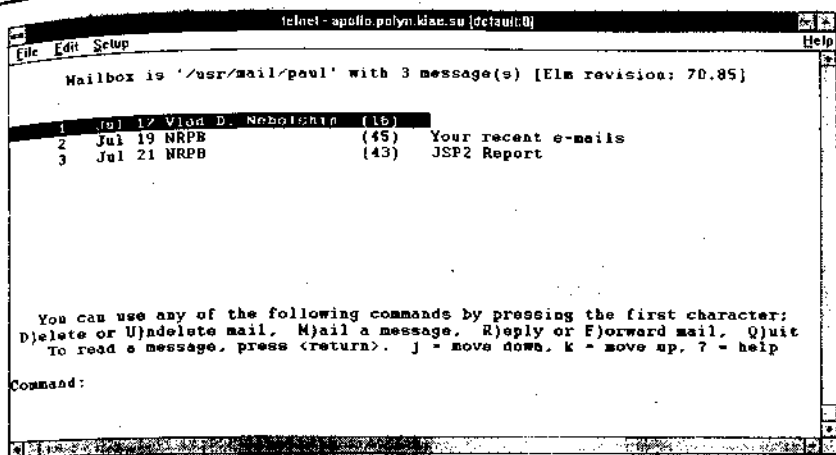 telnet - apollo.polyn.kiae.su [default:0]
File Edit Setup Help
Mailbox is '/usr/mail/paul' with 3 message(s) [Elm revision: 70.85]
1 Jul 17 Vlad D. Nebolshin (16)
2 Jul 19 NRPB (45) Your recent e-mails
3 Jul 21 NRPB (43) JSP2 Report
You can use any of the following commands by pressing the first character;
D)elete or U)ndelete mail, M)ail a message, R)eply or F)orward mail, Q)uit
To read a message, press <return>. j = move down, k = move up, ? = help
Command: